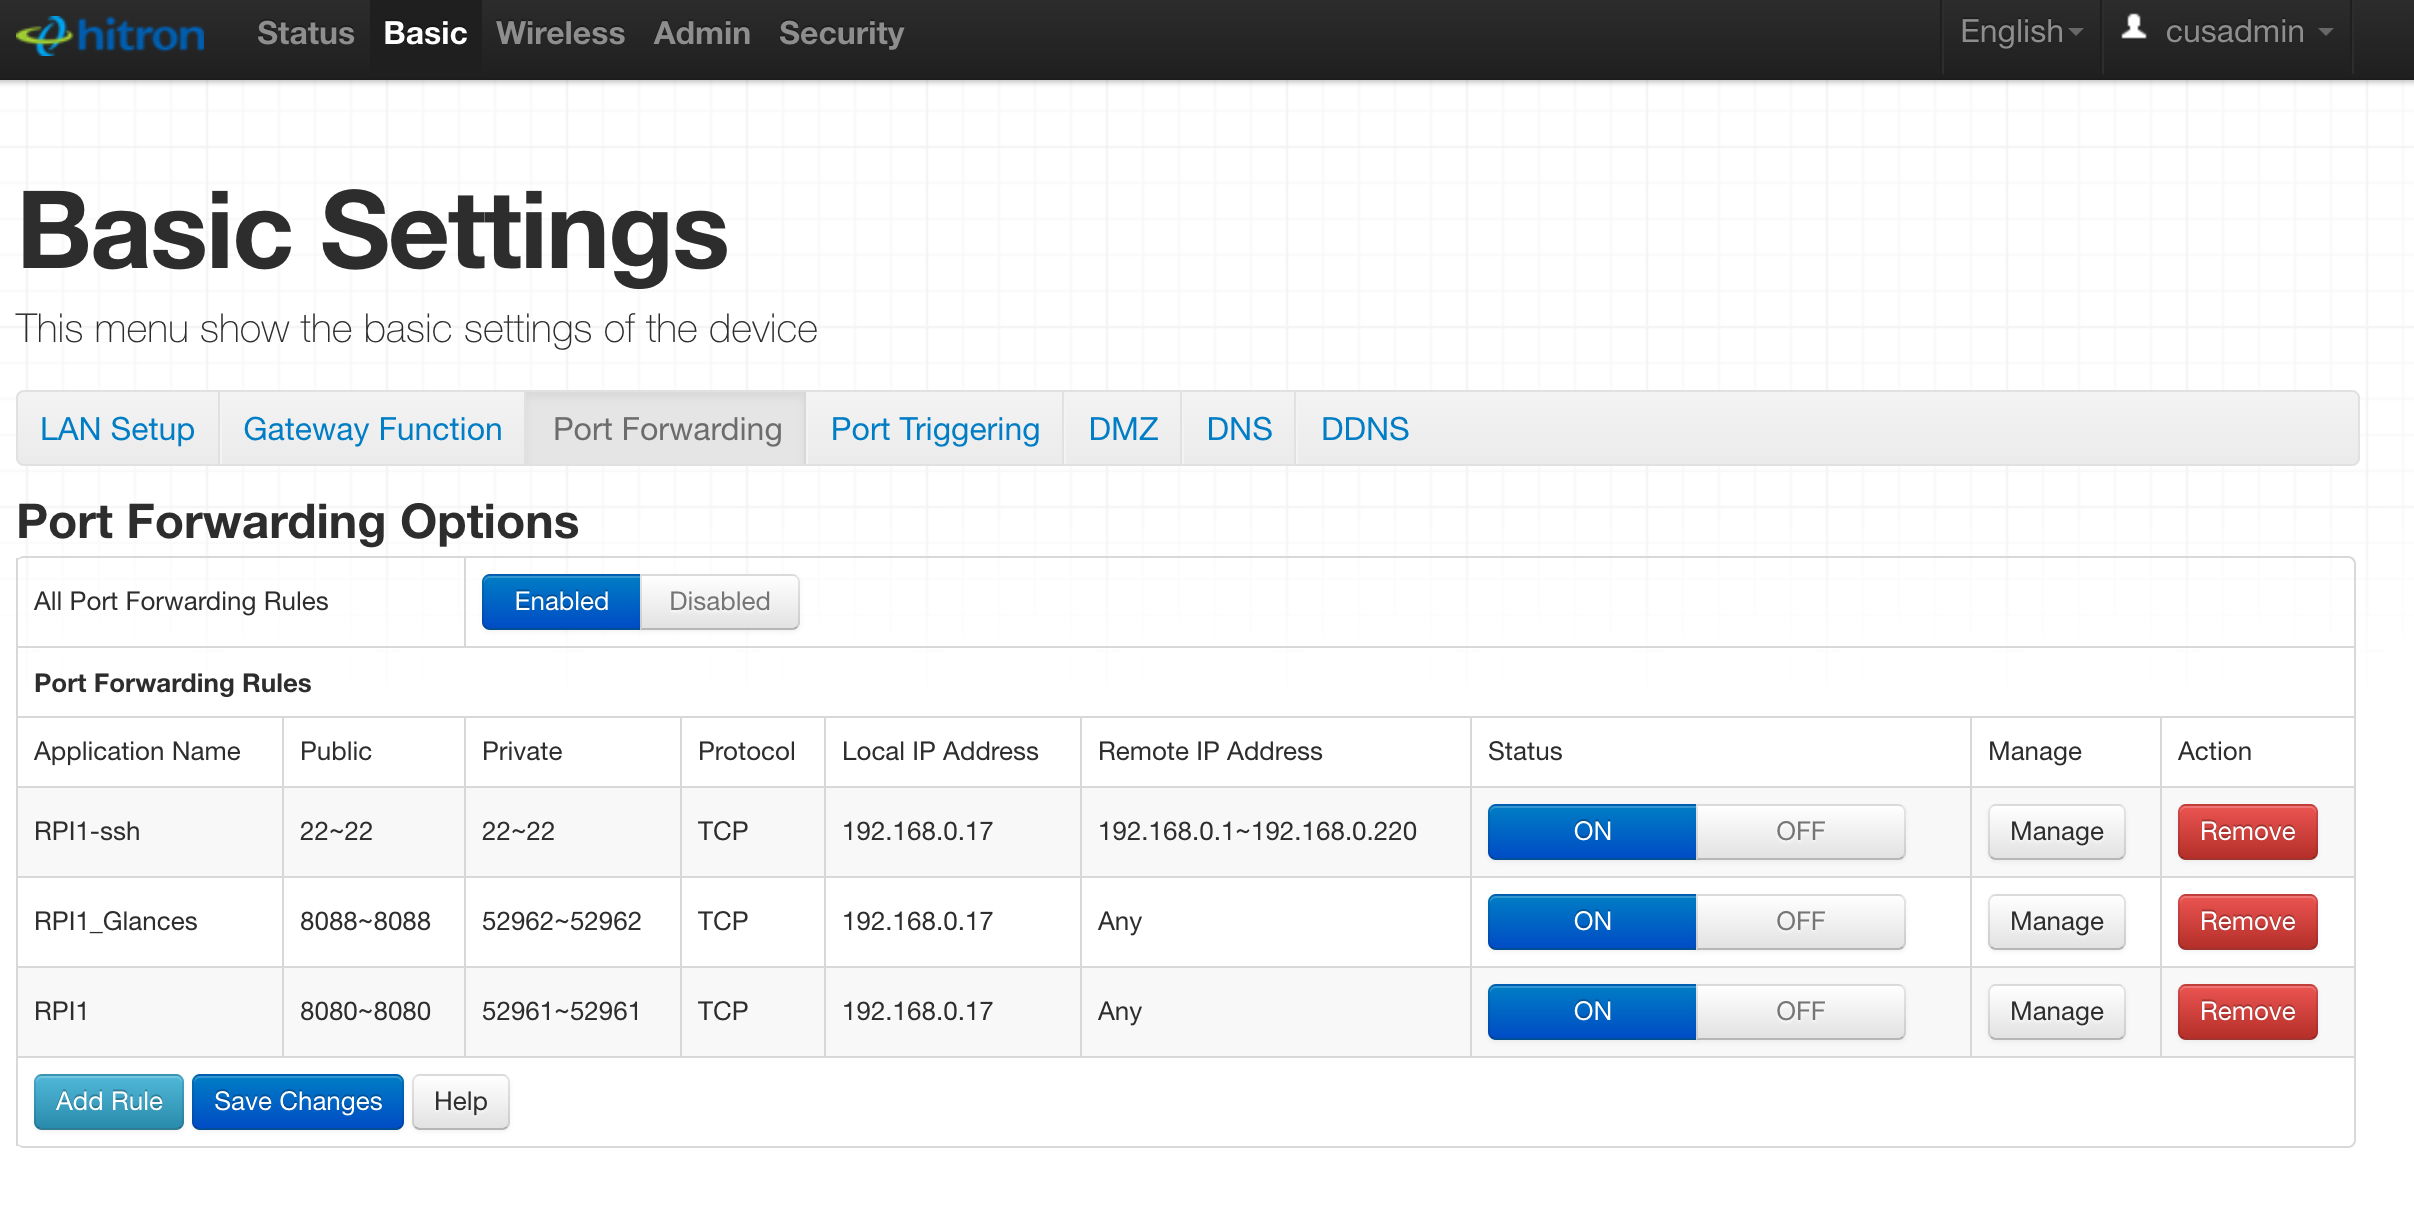 hitron Status Basic Wireless Admin Security English cusadmin
Basic Settings
This menu show the basic settings of the device
LAN Setup Gateway Function Port Forwarding Port Triggering DMZ DNS DDNS
Port Forwarding Options
All Port Forwarding Rules Enabled Disabled
Port Forwarding Rules
Application Name Public Private Protocol Local IP Address Remote IP Address Status Manage Action
RPI1-ssh 22~22 22~22 TCP 192.168.0.17 192.168.0.1~192.168.0.220 ON OFF Manage Remove
RPI1_Glances 8088~8088 52962~52962 TCP 192.168.0.17 Any ON OFF Manage Remove
RPI1 8080~8080 52961~52961 TCP 192.168.0.17 Any ON OFF Manage Remove
Add Rule Save Changes Help